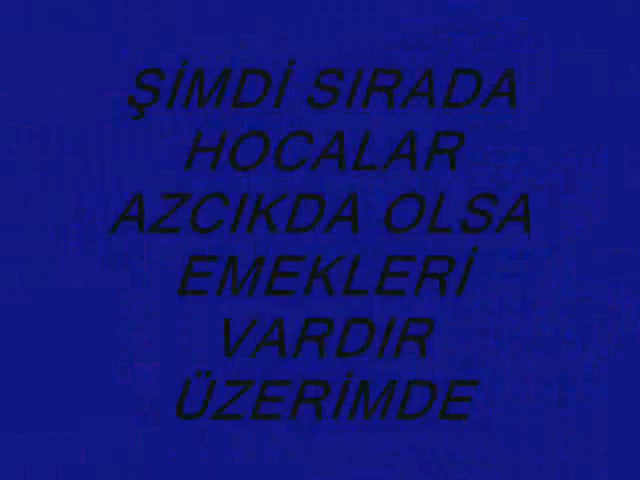 ŞİMDİ SIRADA
HOCALAR
AZCIKDA OLSA
EMEKLERİ
VARDIR
ÜZERİMDE